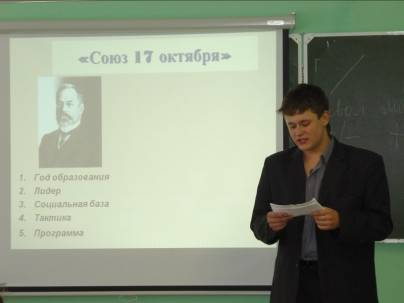 «Союз 17 октября»
1. Год образования
2. Лидер
3. Социальная база
4. Тактика
5. Программа